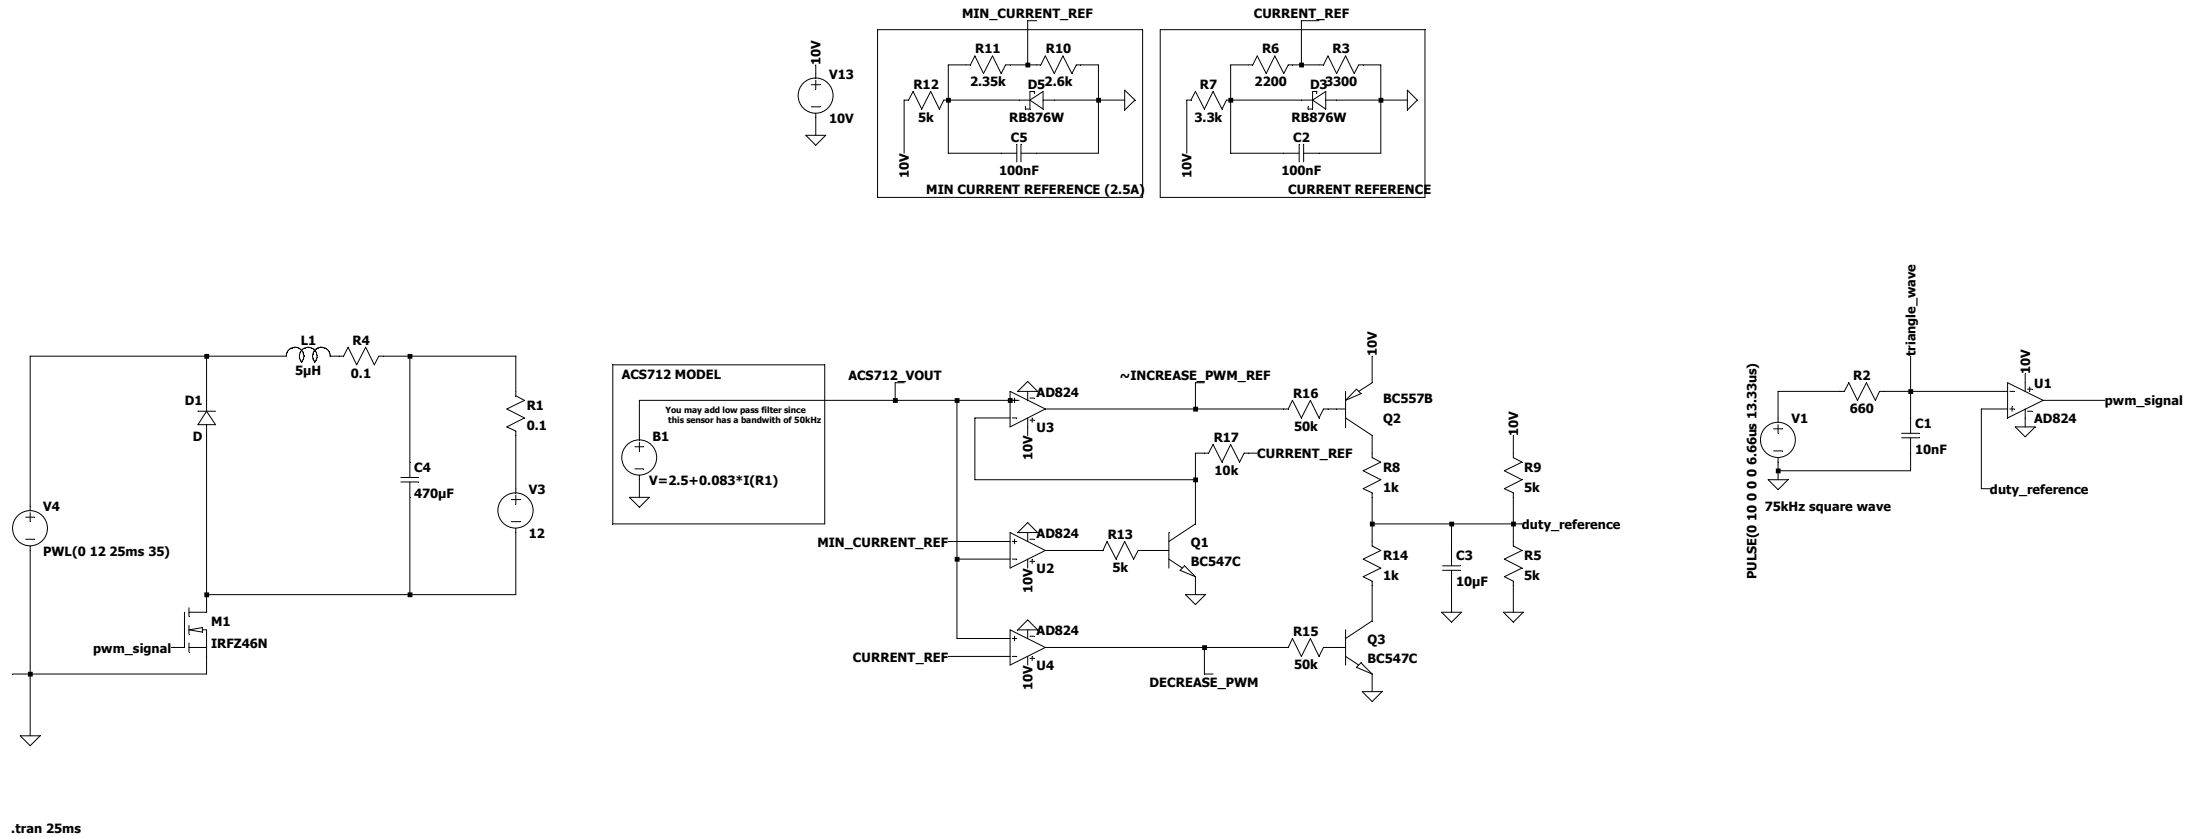 MIN_CURRENT_REF
CURRENT_REF
10V
V13
10V
R11
2.35k
R10
2.6k
R12
5k
D5
RB876W
C5
100nF
10V
MIN CURRENT REFERENCE (2.5A)
R6
2200
R3
3300
R7
3.3k
D3
RB876W
C2
100nF
10V
CURRENT REFERENCE
L1
5µH
R4
0.1
D1
D
R1
0.1
C4
470µF
V3
12
V4
PWL(0 12 25ms 35)
M1
IRFZ46N
pwm_signal
ACS712 MODEL
You may add low pass filter since
this sensor has a bandwith of 50kHz
B1
V=2.5+0.083*I(R1)
ACS712_VOUT
AD824
U3
10V
~INCREASE_PWM_REF
R16
50k
10V
BC557B
Q2
R17
10k
CURRENT_REF
R8
1k
10V
R9
5k
MIN_CURRENT_REF
AD824
U2
10V
R13
5k
Q1
BC547C
duty_reference
R14
1k
C3
10µF
R5
5k
CURRENT_REF
AD824
U4
10V
DECREASE_PWM
R15
50k
Q3
BC547C
triangle_wave
PULSE(0 10 0 0 0 6.66us 13.33us)
V1
R2
660
C1
10nF
10V
U1
AD824
pwm_signal
duty_reference
75kHz square wave
.tran 25ms